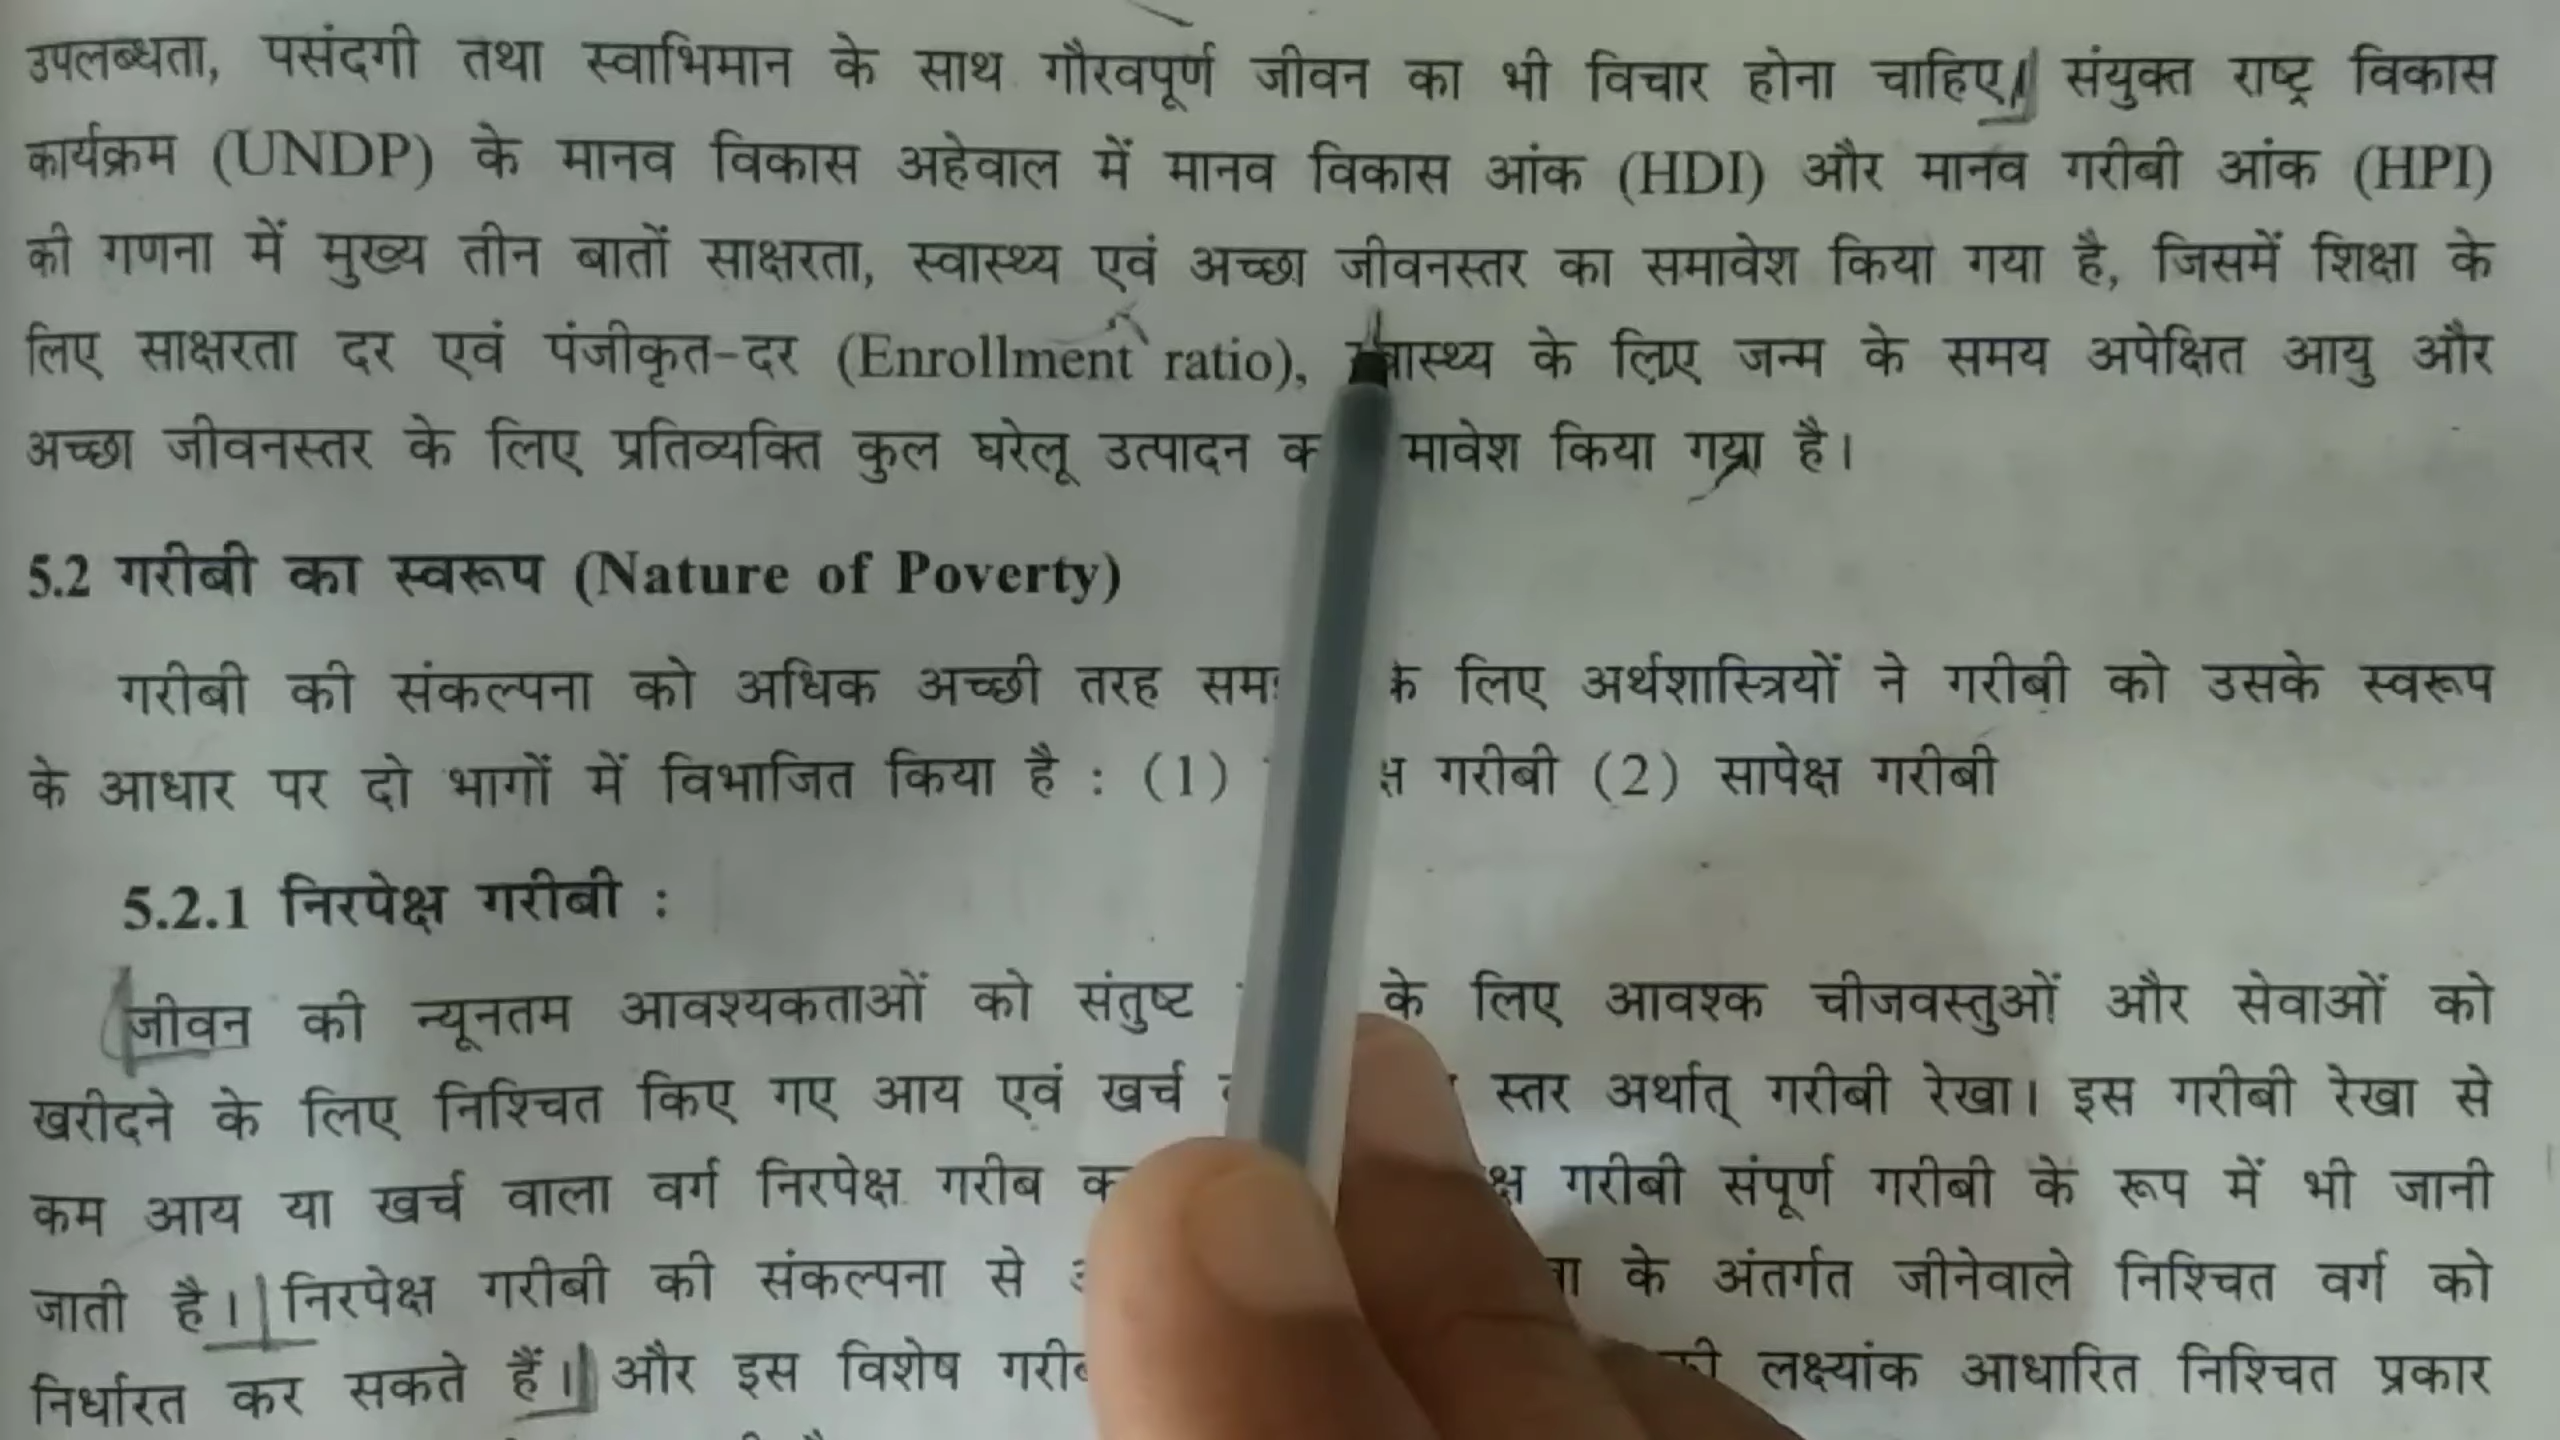 उपलब्धता, पसंदगी तथा स्वाभिमान के साथ गौरवपूर्ण जीवन का भी विचार होना चाहिए। संयुक्त राष्ट्र विकास
कार्यक्रम (UNDP) के मानव विकास अहेवाल में मानव विकास आंक (HDI) और मानव गरीबी आंक (HPI)
की गणना में मुख्य तीन बातों साक्षरता, स्वास्थ्य एवं अच्छा जीवनस्तर का समावेश किया गया है, जिसमें शिक्षा के
लिए साक्षरता दर एवं पंजीकृत-दर (Enrollment ratio), के लिए जन्म के समय अपेक्षित आयु और
अच्छा जीवनस्तर के लिए प्रतिव्यक्ति कुल घरेलू उत्पादन किया गया है।
5.2 गरीबी का स्वरूप (Nature of Poverty)
गरीबी की संकल्पना को अधिक अच्छी तरह लिए अर्थशास्त्रियों ने गरीबी को उसके स्वरूप
के आधार पर दो भागों में विभाजित किया है : (1) गरीबी (2) सापेक्ष गरीबी
5.2.1 निरपेक्ष गरीबी :
जीवन की न्यूनतम आवश्यकताओं को संतुष्ट के लिए आवश्क चीजवस्तुओं और सेवाओं को
खरीदने के लिए निश्चित किए गए आय एवं खर्च स्तर अर्थात् गरीबी रेखा। इस गरीबी रेखा से
कम आय या खर्च वाला वर्ग निरपेक्ष गरीब गरीबी संपूर्ण गरीबी के रूप में भी जानी
जाती है। निरपेक्ष गरीबी की संकल्पना से के अंतर्गत जीनेवाले निश्चित वर्ग को
निर्धारत कर सकते हैं। और इस विशेष लक्ष्यांक आधारित निश्चित प्रकार